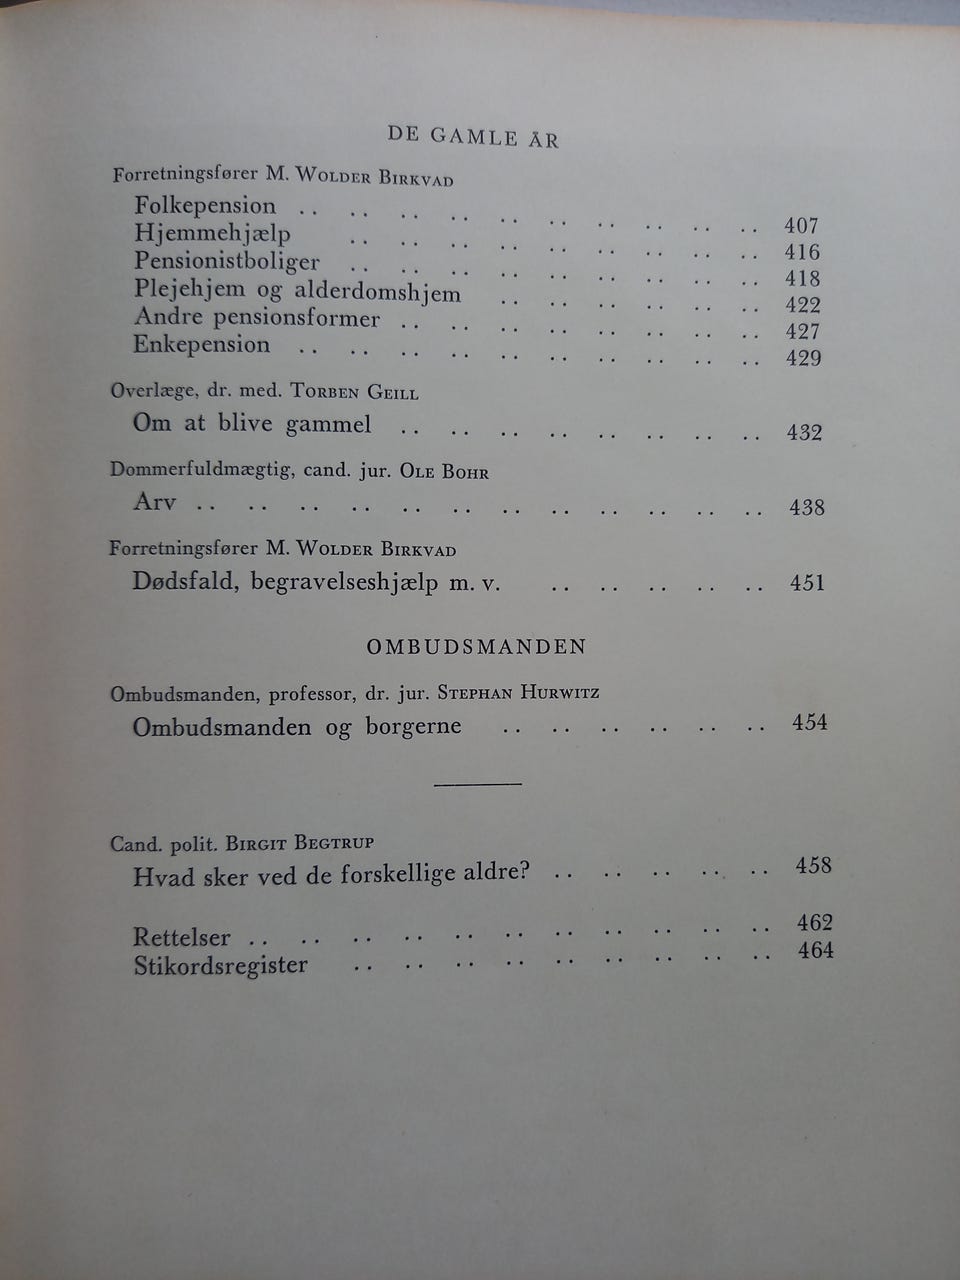 DE GAMLE ÅR
Forretningsfører M. WOLDER BIRKVAD
Folkepension .. .. .. .. .. .. .. .. .. .. 407
Hjemmehjælp .. .. .. .. .. .. .. .. .. 416
Pensionistboliger .. .. .. .. .. .. .. .. .. 418
Plejehjem og alderdomshjem .. .. .. .. .. .. 422
Andre pensionsformer .. .. .. .. .. .. .. .. 427
Enkepension .. .. .. .. .. .. .. .. .. .. 429
Overlæge, dr. med. TORBEN GEILL
Om at blive gammel .. .. .. .. .. .. .. .. 432
Dommerfuldmægtig, cand. jur. OLE BOHR
Arv .. .. .. .. .. .. .. .. .. .. .. .. 438
Forretningsfører M. WOLDER BIRKVAD
Dødsfald, begravelseshjælp m. v. .. .. .. .. .. 451
OMBUDSMANDEN
Ombudsmanden, professor, dr. jur. STEPHAN HURWITZ
Ombudsmanden og borgerne .. .. .. .. .. .. 454
Cand. polit. BIRGIT BEGTRUP
Hvad sker ved de forskellige aldre? .. .. .. .. .. 458
Rettelser .. .. .. .. .. .. .. .. .. .. .. 462
Stikordsregister .. .. .. .. .. .. .. .. .. 464